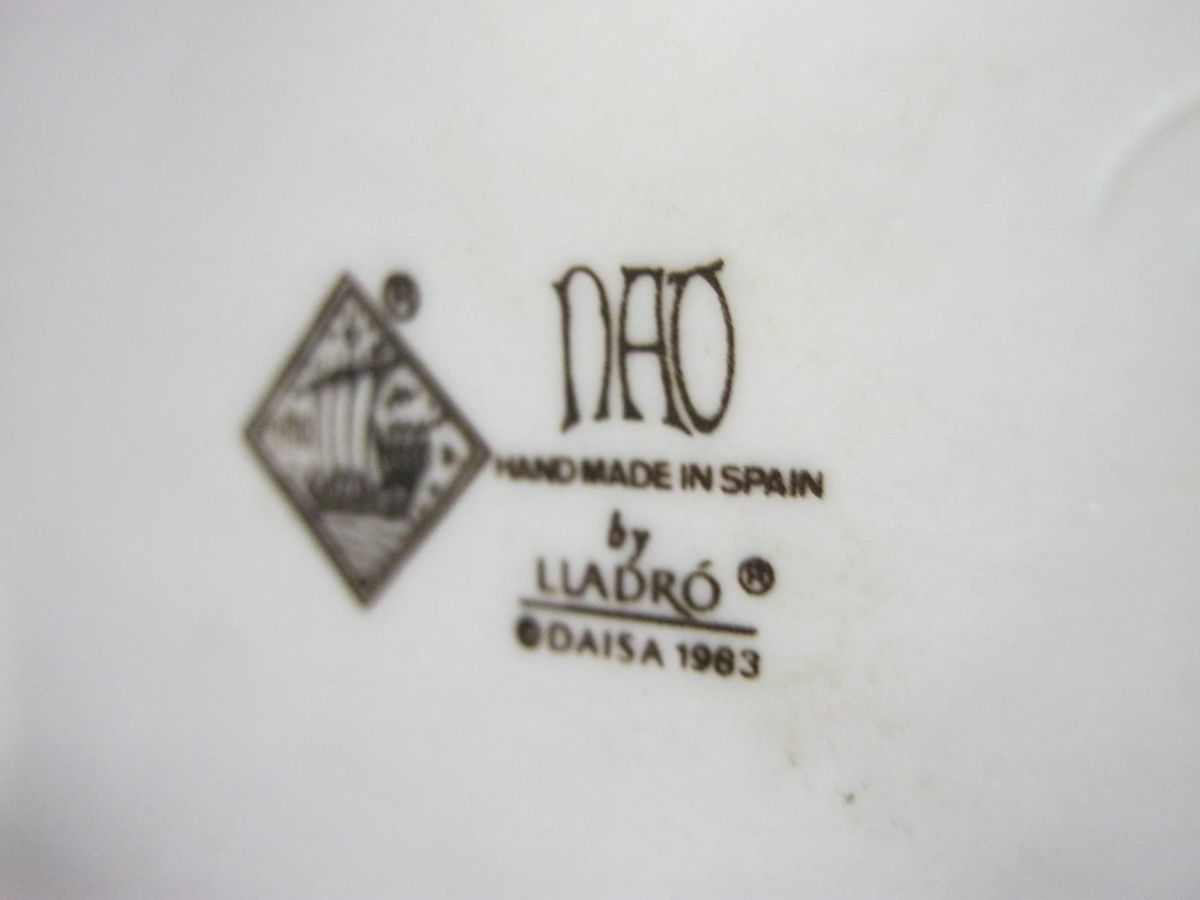 ®
NAO
HAND MADE IN SPAIN
by
LLADRÓ ®
© DAISA 1983